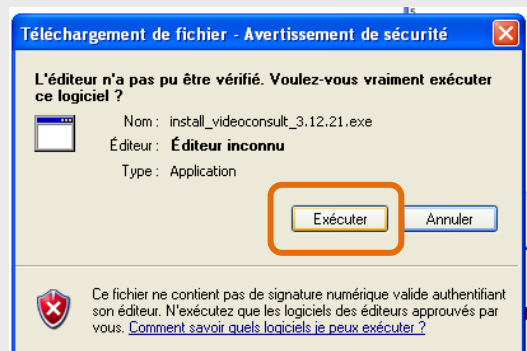 Téléchargement de fichier - Avertissement de sécurité
L'éditeur n'a pas pu être vérifié. Voulez-vous vraiment exécuter
ce logiciel ?
Nom : install_videoconsult_3.12.21.exe
Éditeur : Éditeur inconnu
Type : Application
Exécuter
Annuler
Ce fichier ne contient pas de signature numérique valide authentifiant
son éditeur. N'exécutez que les logiciels des éditeurs approuvés par
vous. Comment savoir quels logiciels je peux exécuter ?